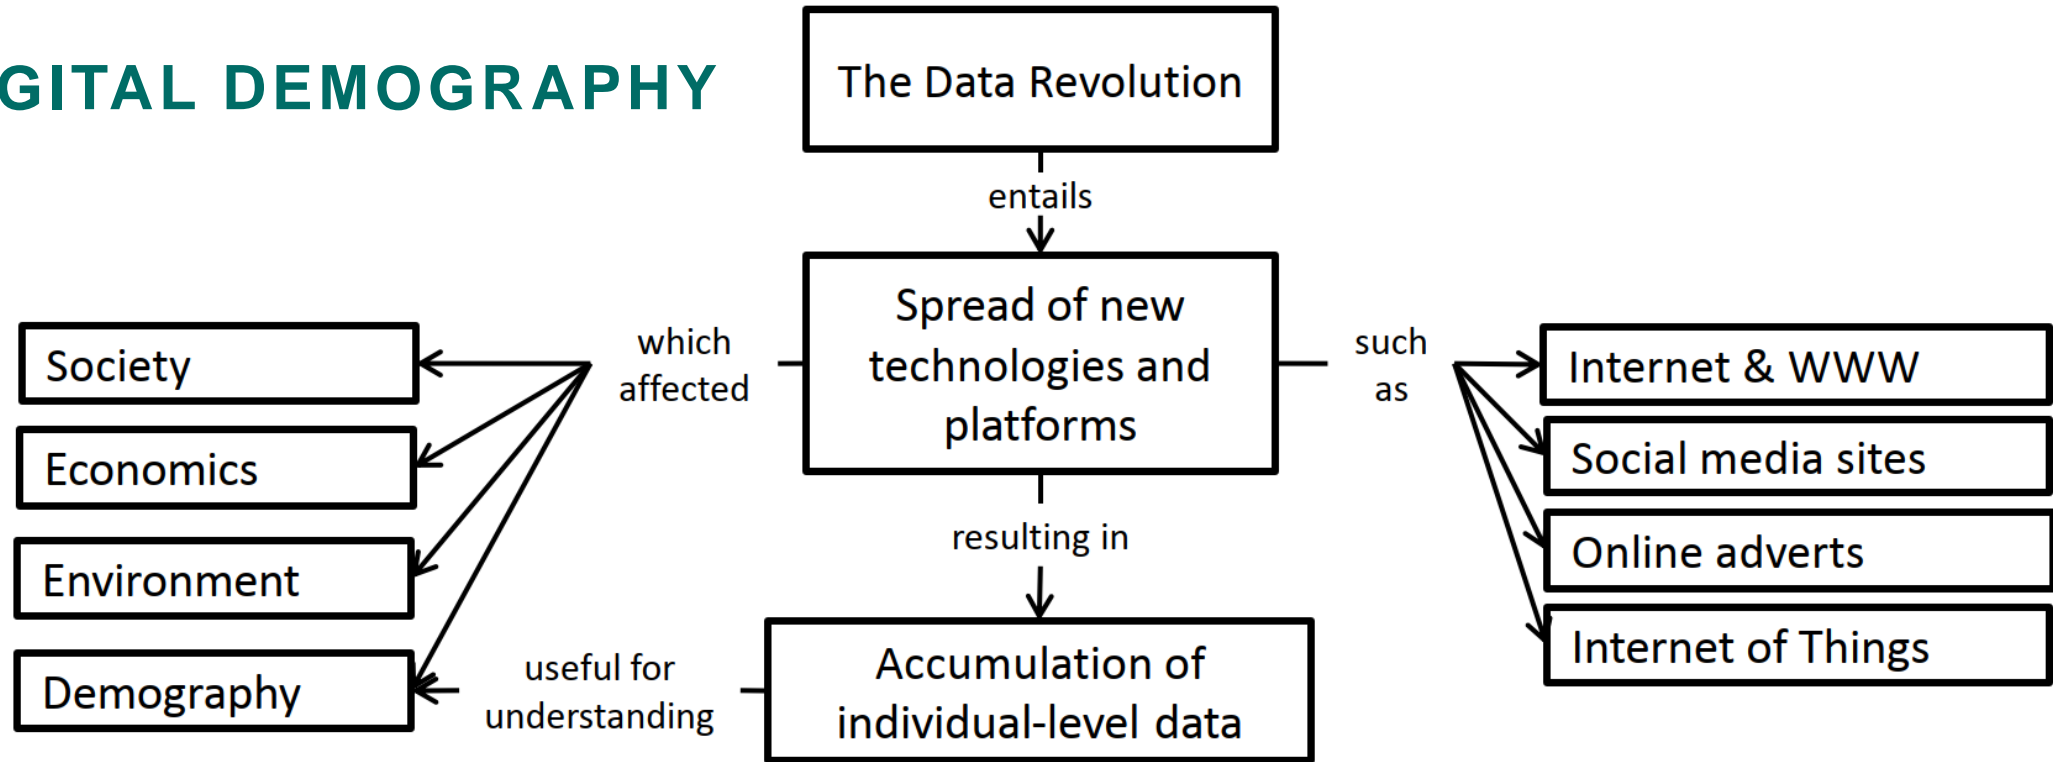 GITAL DEMOGRAPHY
The Data Revolution
entails
Spread of new
technologies and
platforms
which
affected
such
as
Society
Economics
Environment
Demography
Internet & WWW
Social media sites
Online adverts
Internet of Things
resulting in
useful for
understanding
Accumulation of
individual-level data